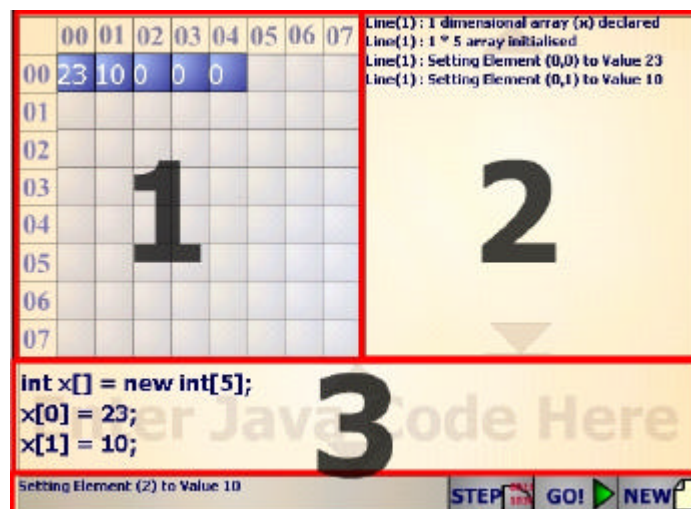 00 01 02 03 04 05 06 07
00 23 10 0 0 0
01
02
03
04
05
06
07
1
Line(1) : 1 dimensional array (x) declared
Line(1) : 1 * 5 array initialised
Line(1) : Setting Element (0,0) to Value 23
Line(1) : Setting Element (0,1) to Value 10
2
int x[] = new int[5];
x[0] = 23;
x[1] = 10;
Enter Java Code Here
3
Setting Element (2) to Value 10
STEP GO! NEW